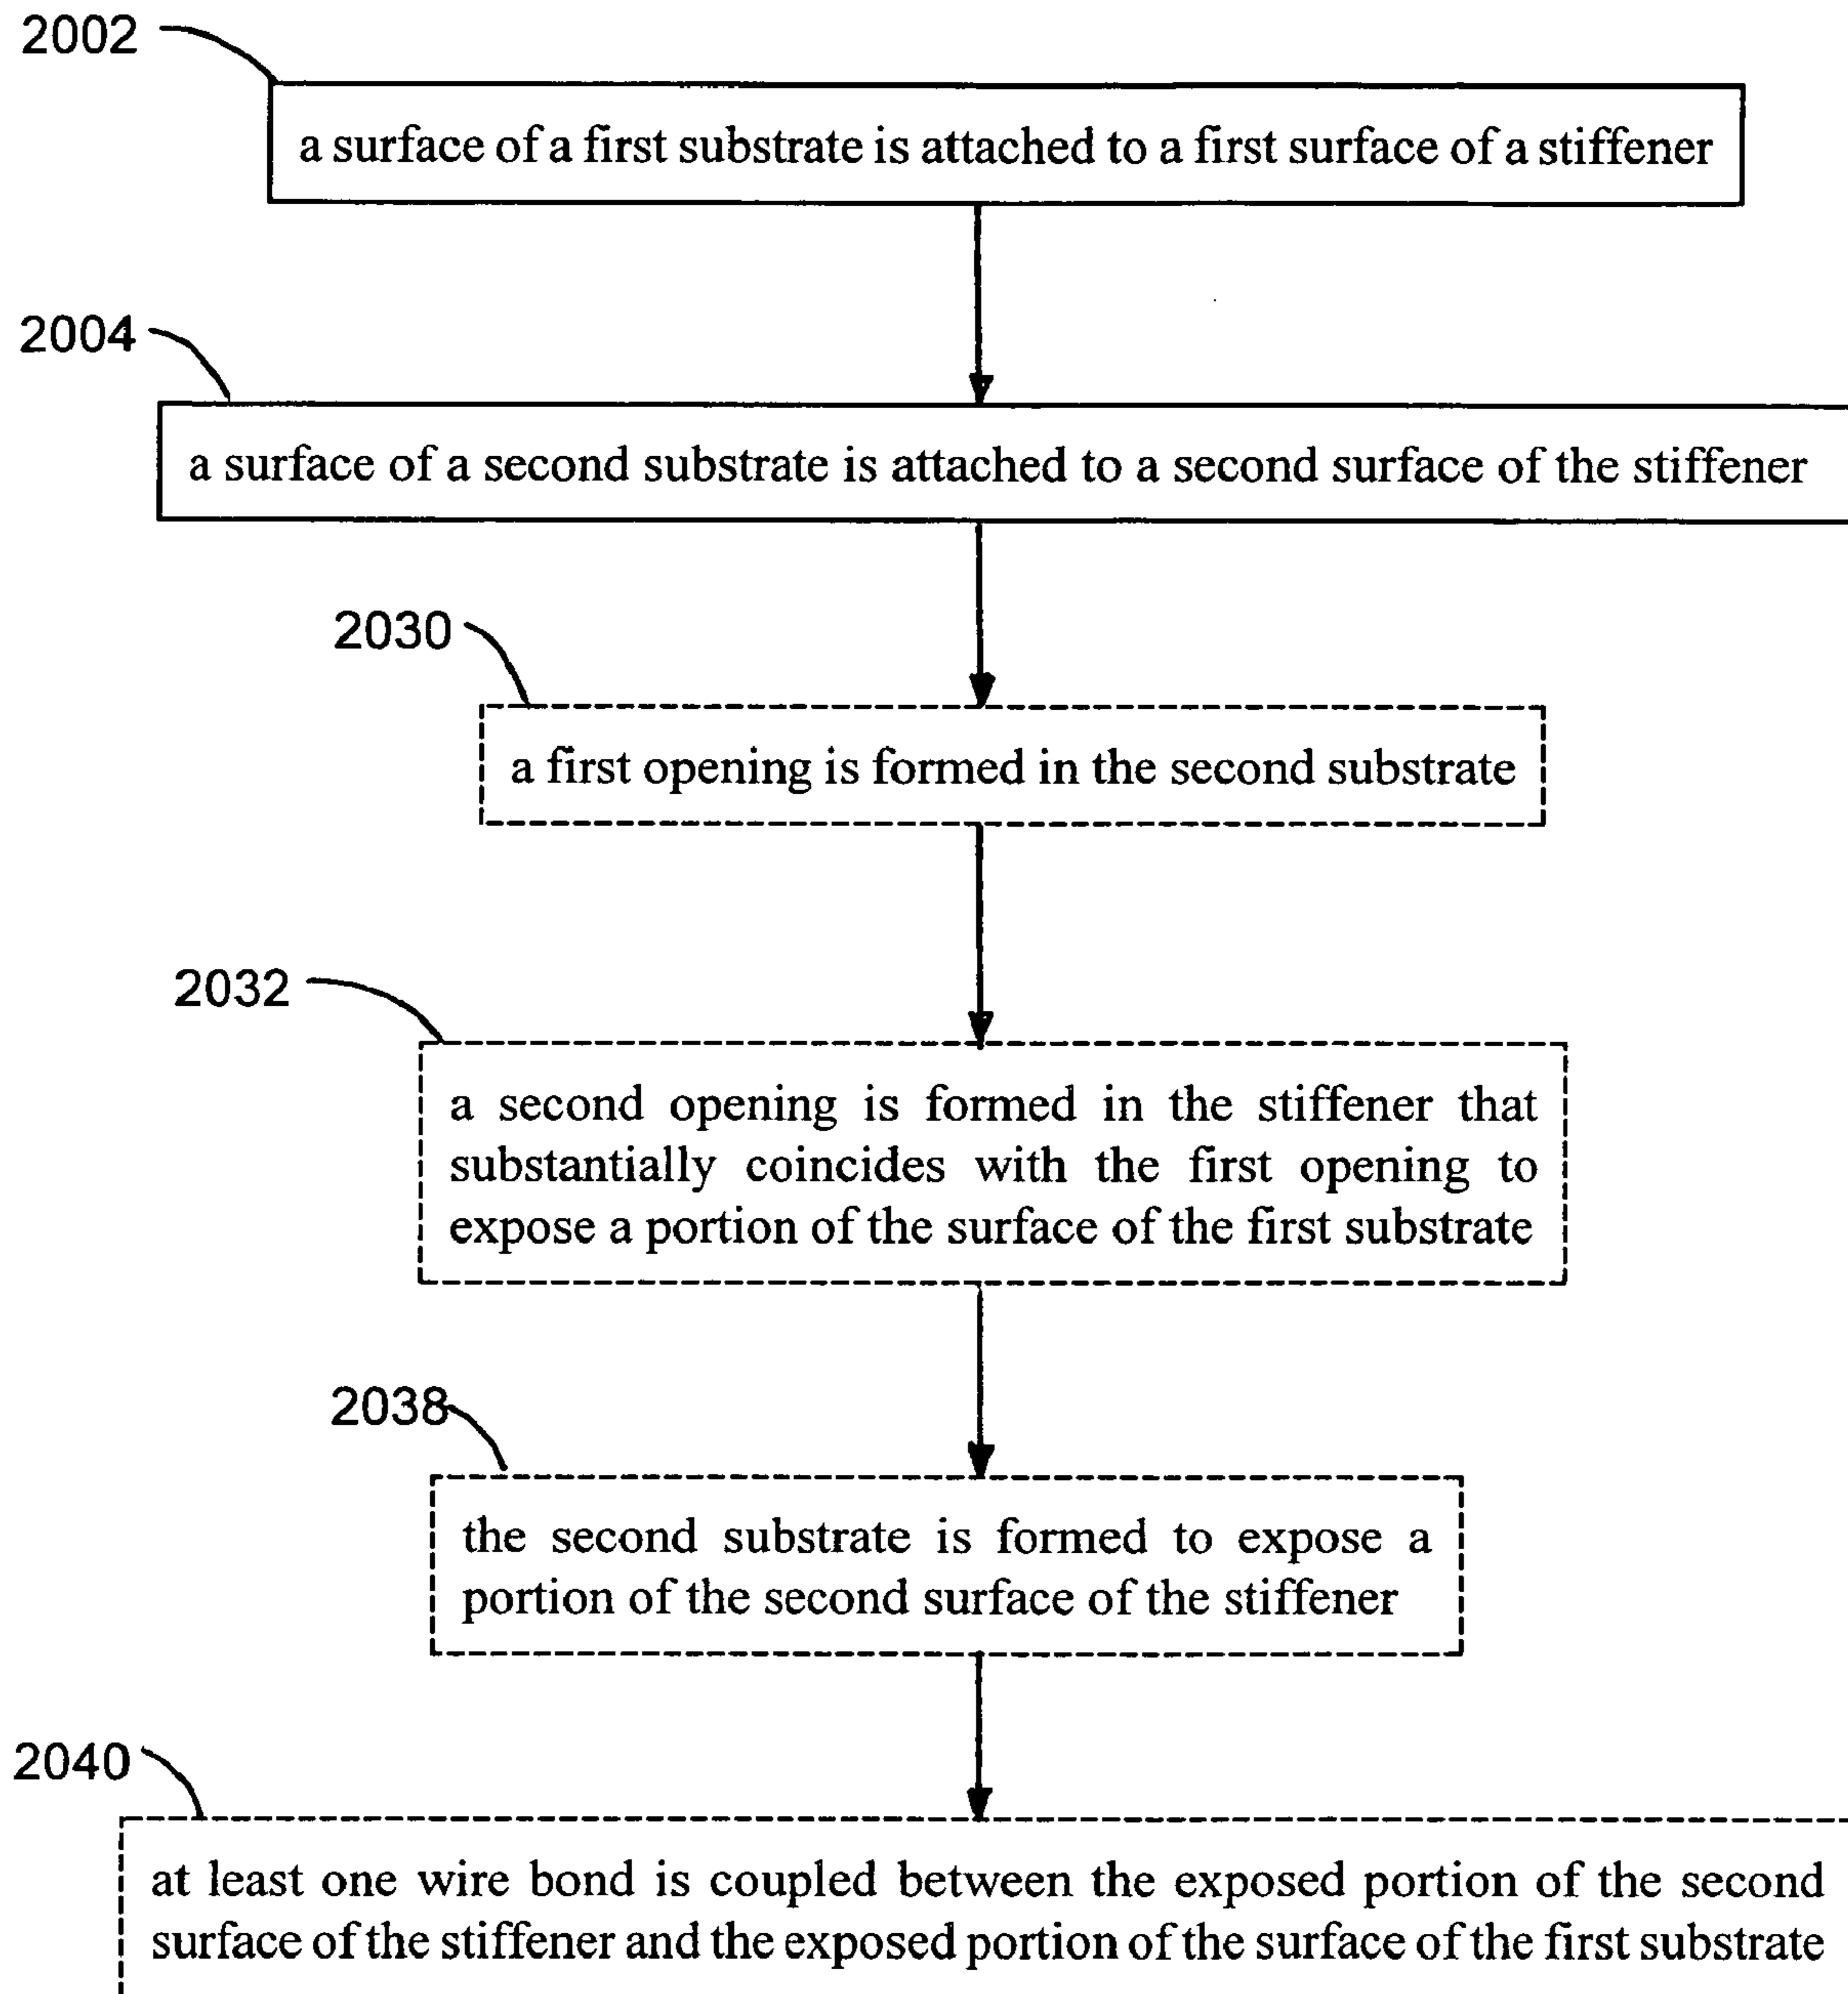 2002
a surface of a first substrate is attached to a first surface of a stiffener
2004
a surface of a second substrate is attached to a second surface of the stiffener
2030
a first opening is formed in the second substrate
2032
a second opening is formed in the stiffener that
substantially coincides with the first opening to
expose a portion of the surface of the first substrate
2038
the second substrate is formed to expose a
portion of the second surface of the stiffener
2040
at least one wire bond is coupled between the exposed portion of the second
surface of the stiffener and the exposed portion of the surface of the first substrate